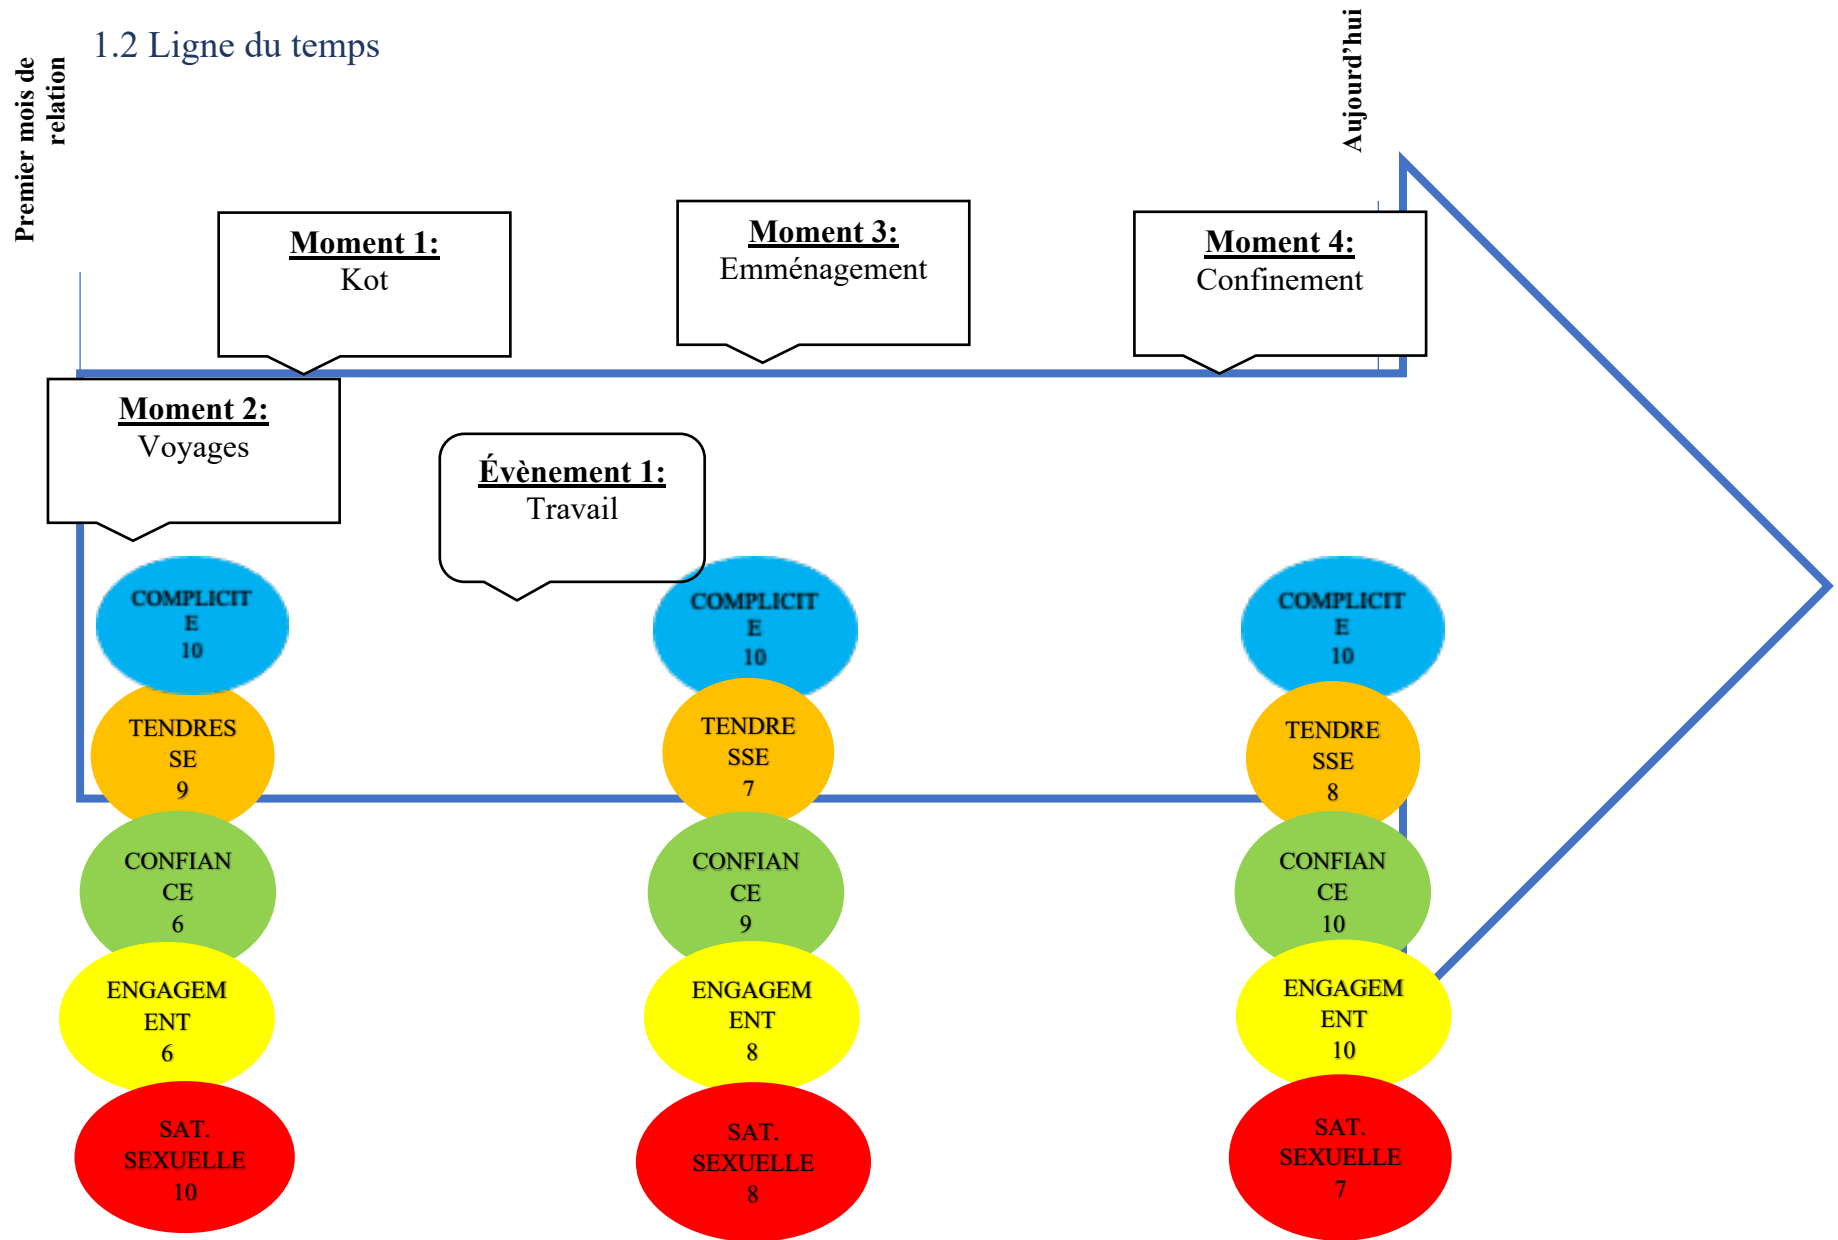 1.2 Ligne du temps
Premier mois de
relation
Aujourd'hui
Moment 1:
Kot
Moment 3:
Emménagement
Moment 4:
Confinement
Moment 2:
Voyages
Évènement 1:
Travail
COMPLICIT
E
10
COMPLICIT
E
10
COMPLICIT
E
10
TENDRES
SE
9
TENDRE
SSE
7
TENDRE
SSE
8
CONFIAN
CE
6
CONFIAN
CE
9
CONFIAN
CE
10
ENGAGEM
ENT
6
ENGAGEM
ENT
8
ENGAGEM
ENT
10
SAT.
SEXUELLE
10
SAT.
SEXUELLE
8
SAT.
SEXUELLE
7